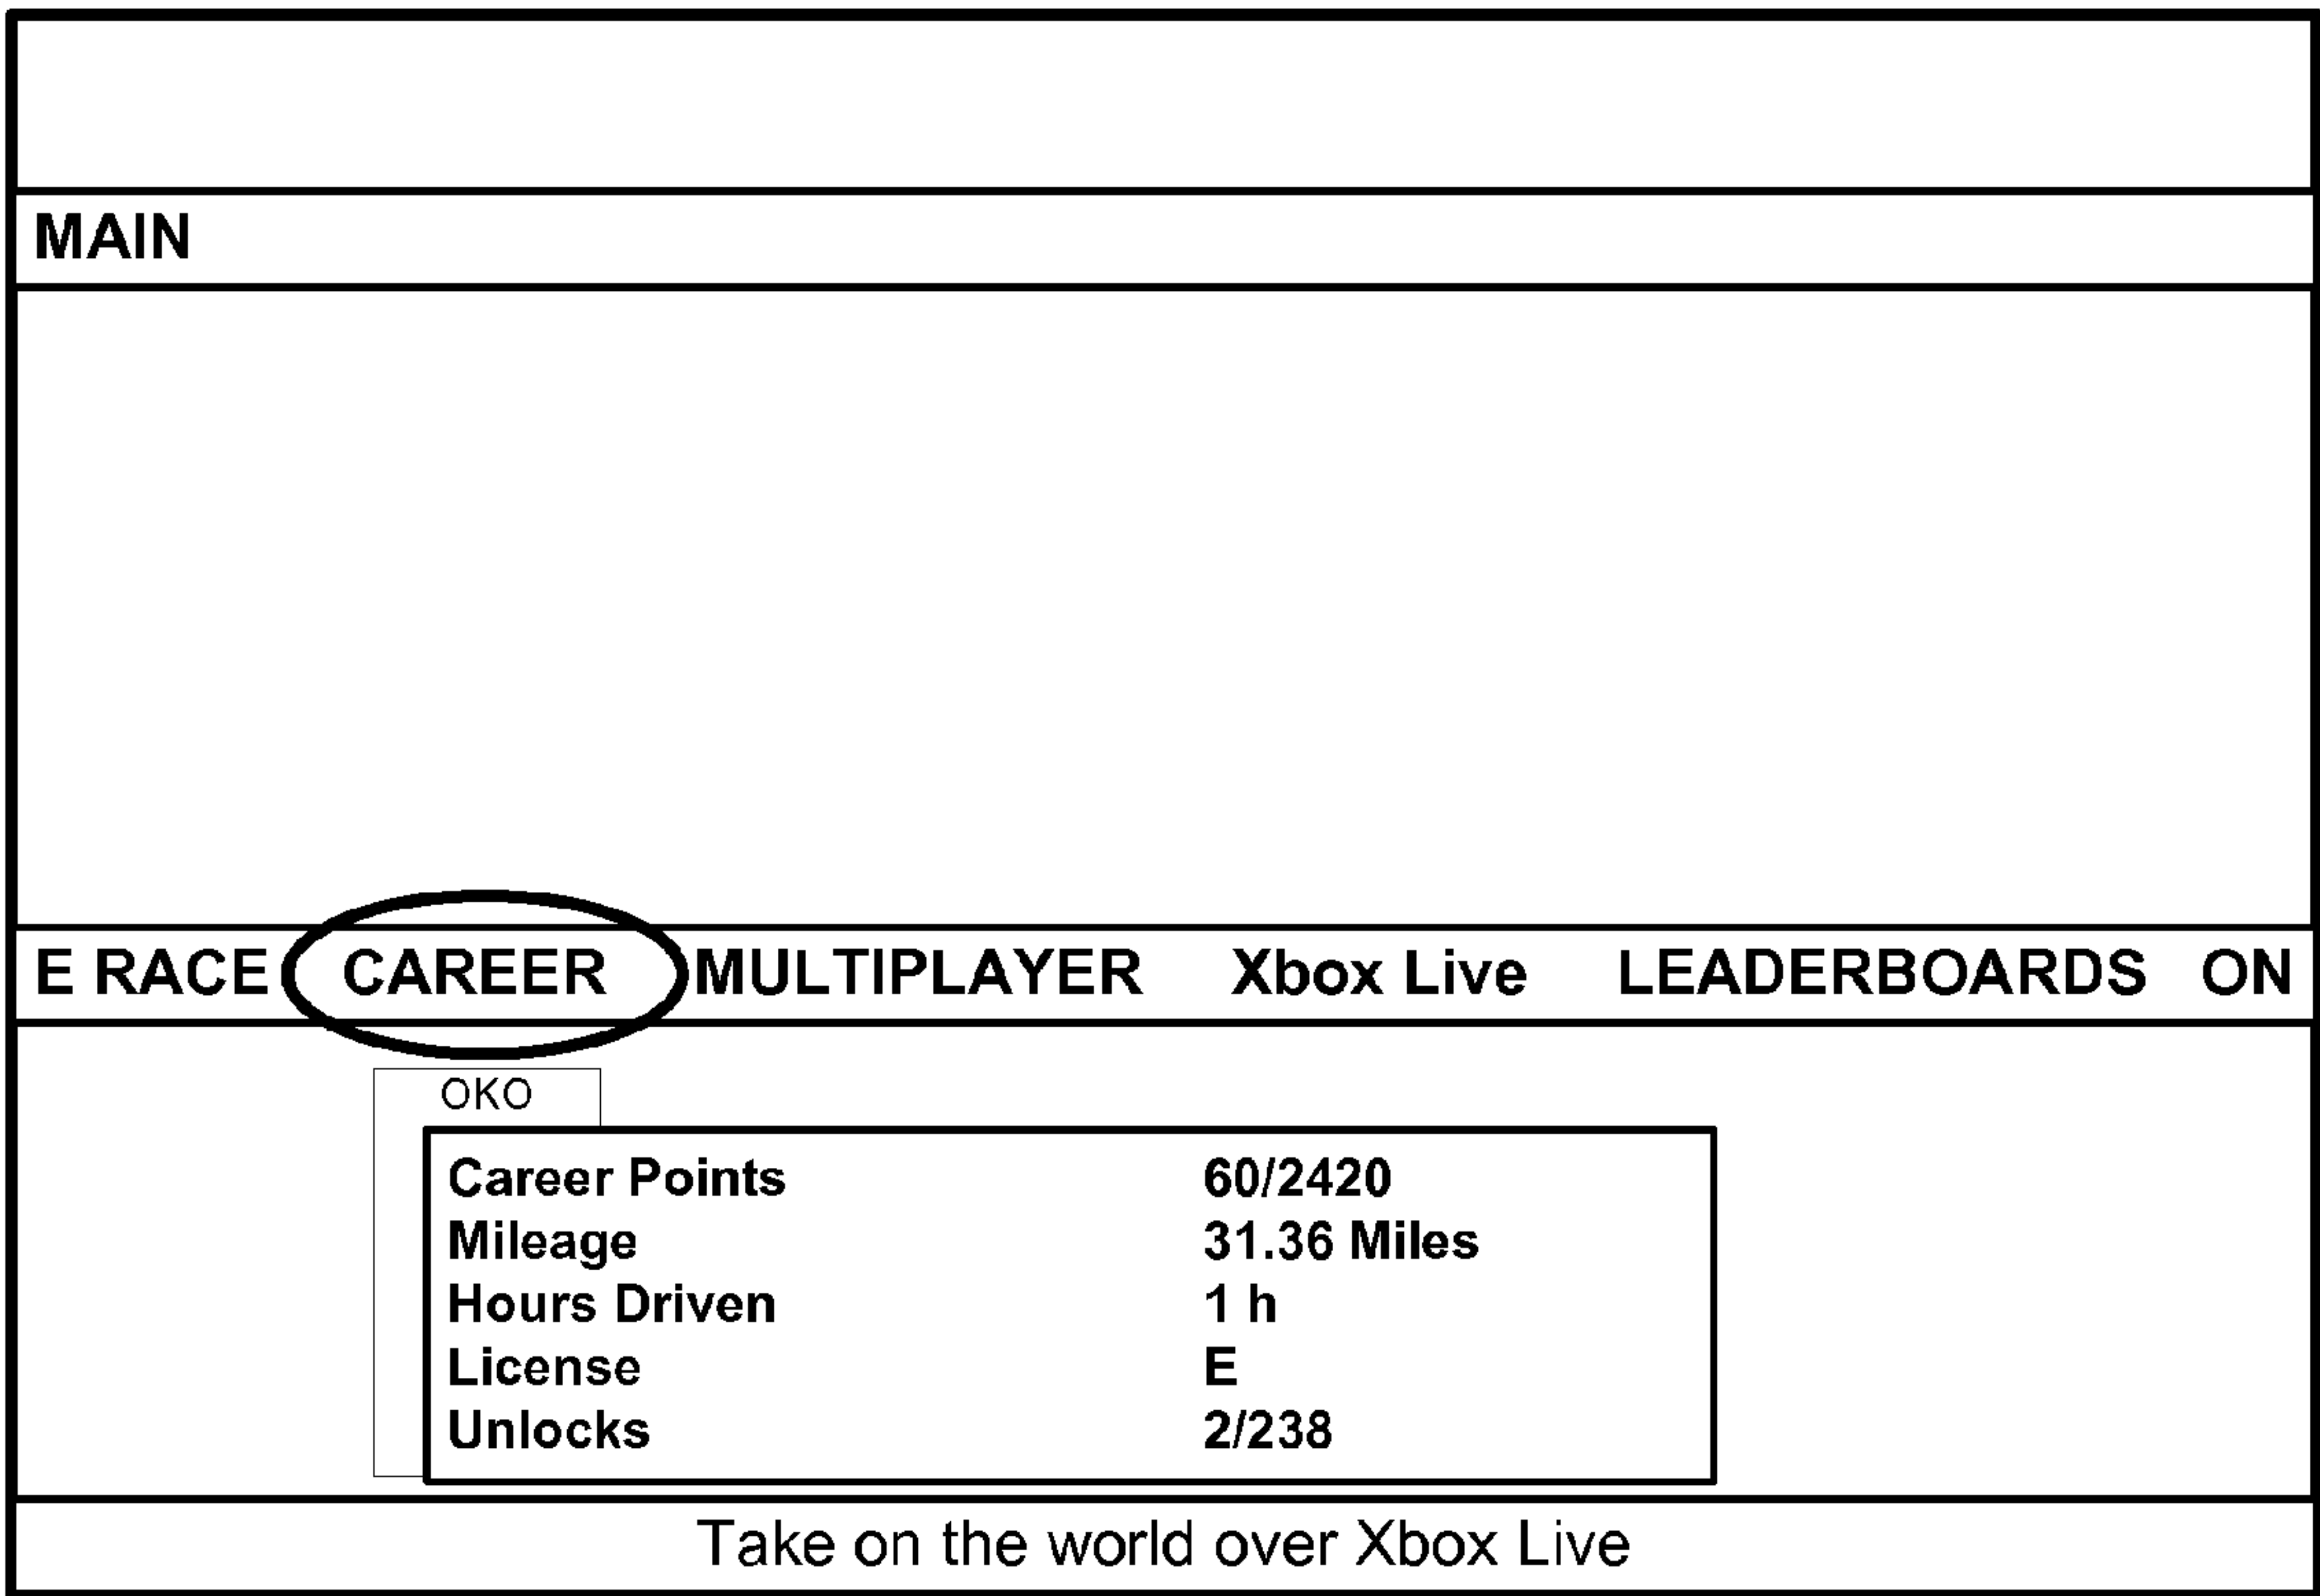 MAIN
E RACE CAREER MULTIPLAYER Xbox Live LEADERBOARDS ON
OKO
Career Points 60/2420
Mileage 31.36 Miles
Hours Driven 1 h
License E
Unlocks 2/238
Take on the world over Xbox Live